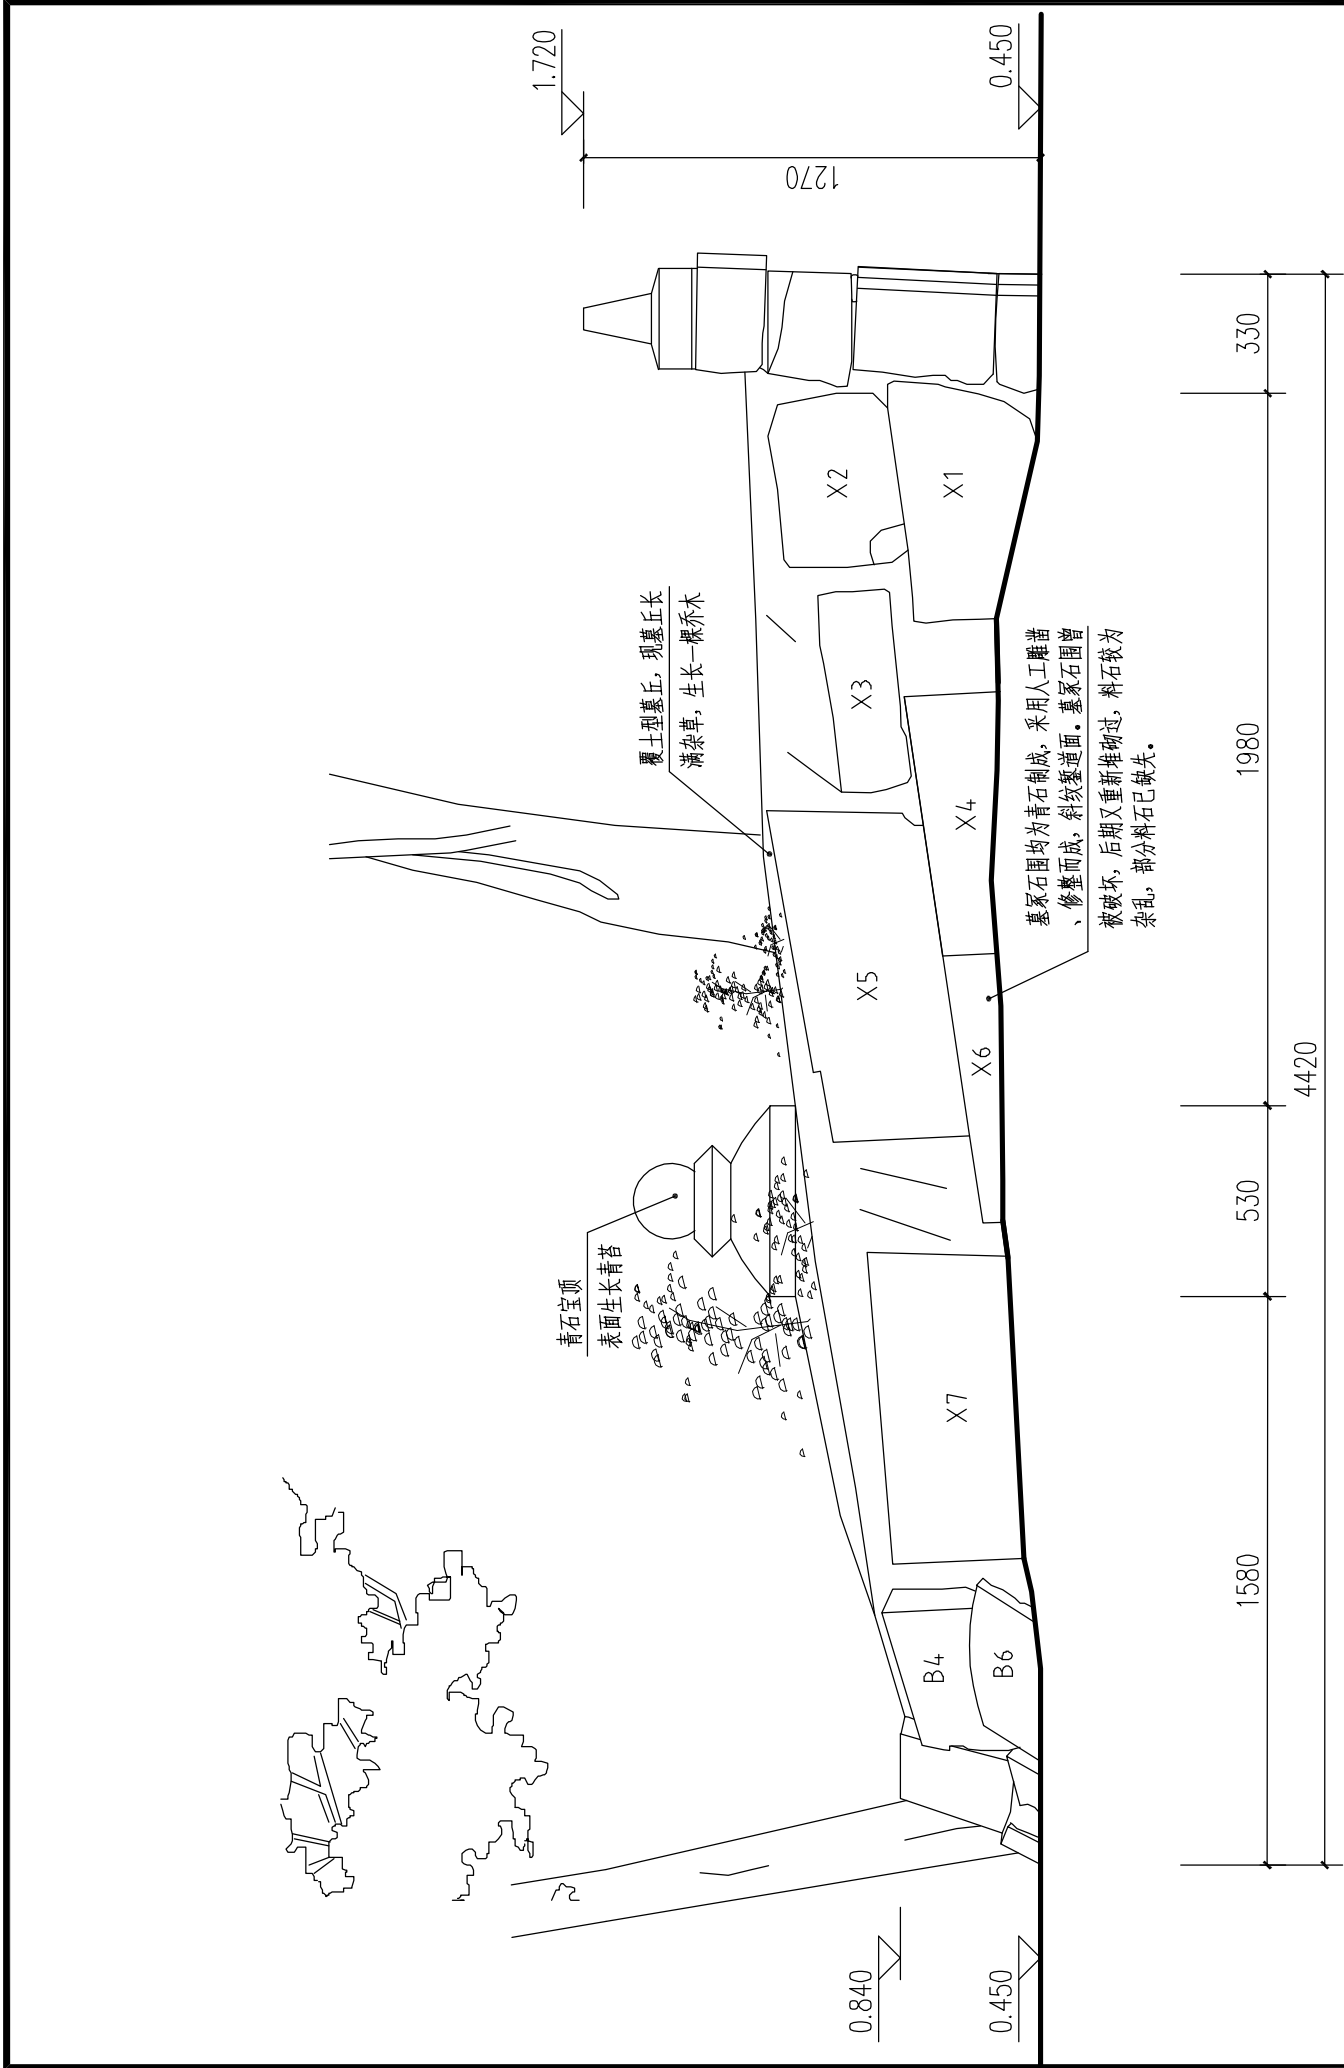 1.720
0.450
1270
覆土型墓丘，现墓丘长
满杂草，生长一棵乔木
青石宝顶
表面生长青苔
X2
X1
X3
X4
X5
X6
X7
B4
B6
墓冢石围均为青石制成，采用人工雕凿
、修整而成，斜纹錾道面。墓冢石围曾
被破坏，后期又重新堆砌过，料石较为
杂乱，部分料石已缺失。
0.840
0.450
1580
530
1980
330
4420